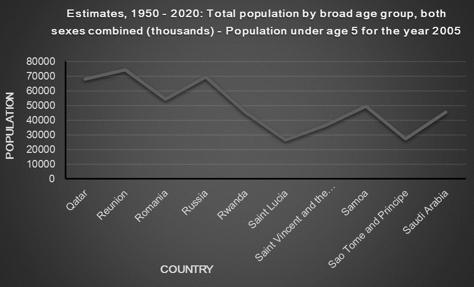 Estimates, 1950 - 2020: Total population by broad age group, both
sexes combined (thousands) - Population under age 5 for the year 2005
80000
70000
60000
50000
40000
30000
20000
10000
0
POPULATION
Qatar
Reunion
Romania
Russia
Rwanda
Saint Lucia
Saint Vincent and the...
Samoa
Sao Tome and Principe
Saudi Arabia
COUNTRY